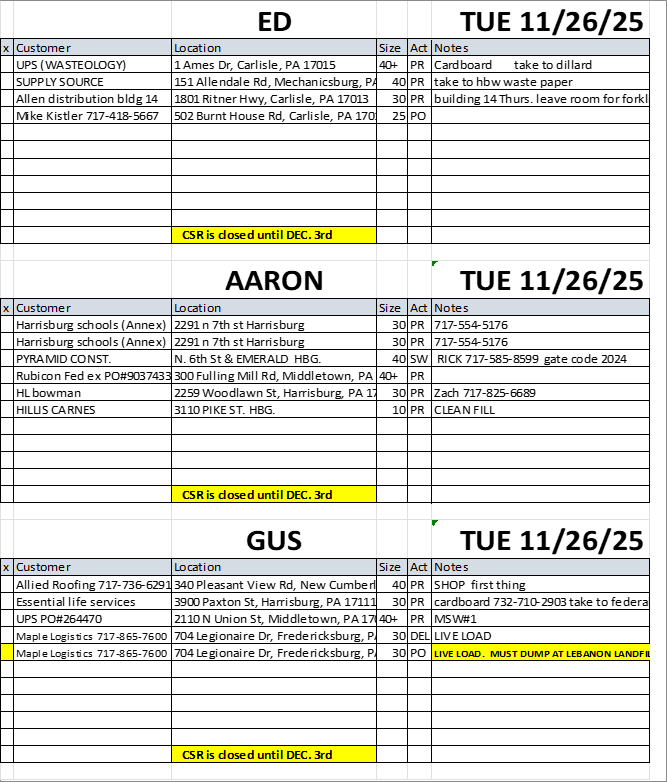 ED TUE 11/26/25
x Customer Location Size Act Notes
UPS (WASTEOLOGY) 1 Ames Dr, Carlisle, PA 17015 40+ PR Cardboard take to dillard
SUPPLY SOURCE 151 Allendale Rd, Mechanicsburg, PA 40 PR take to hbw waste paper
Allen distribution bldg 14 1801 Ritner Hwy, Carlisle, PA 17013 30 PR building 14 Thurs. leave room for forkl
Mike Kistler 717-418-5667 502 Burnt House Rd, Carlisle, PA 170 25 PO
CSR is closed until DEC. 3rd
AARON TUE 11/26/25
x Customer Location Size Act Notes
Harrisburg schools (Annex) 2291 n 7th st Harrisburg 30 PR 717-554-5176
Harrisburg schools (Annex) 2291 n 7th st Harrisburg 30 PR 717-554-5176
PYRAMID CONST. N. 6th St & EMERALD HBG. 40 SW RICK 717-585-8599 gate code 2024
Rubicon Fed ex PO#9037433 300 Fulling Mill Rd, Middletown, PA 40+ PR
HL bowman 2259 Woodlawn St, Harrisburg, PA 17 30 PR Zach 717-825-6689
HILLIS CARNES 3110 PIKE ST. HBG. 10 PR CLEAN FILL
CSR is closed until DEC. 3rd
GUS TUE 11/26/25
x Customer Location Size Act Notes
Allied Roofing 717-736-6291 340 Pleasant View Rd, New Cumberl 40 PR SHOP first thing
Essential life services 3900 Paxton St, Harrisburg, PA 17111 30 PR cardboard 732-710-2903 take to federa
UPS PO#264470 2110 N Union St, Middletown, PA 170 40+ PR MSW#1
Maple Logistics 717-865-7600 704 Legionaire Dr, Fredericksburg, PA 30 DEL LIVE LOAD
Maple Logistics 717-865-7600 704 Legionaire Dr, Fredericksburg, PA 30 PO LIVE LOAD. MUST DUMP AT LEBANON LANDFIL
CSR is closed until DEC. 3rd